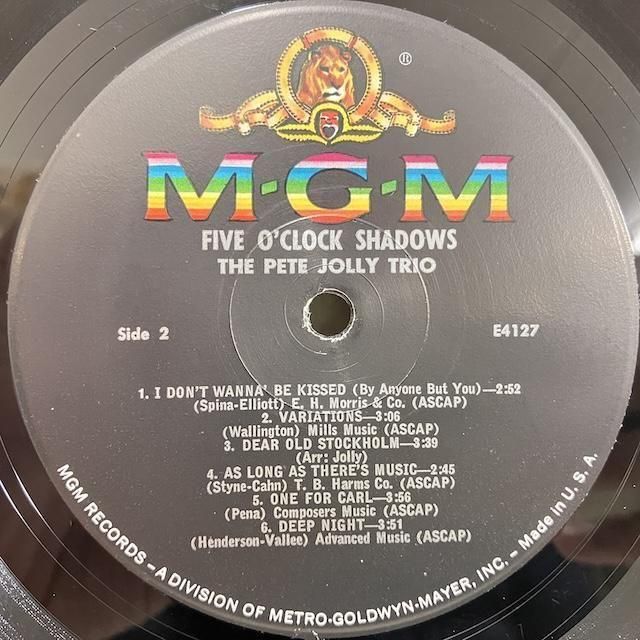 ®
M·G·M
FIVE O'CLOCK SHADOWS
THE PETE JOLLY TRIO
Side 2
E4127
1. I DON'T WANNA' BE KISSED (By Anyone But You)—2:52
(Spina-Elliott) E. H. Morris & Co. (ASCAP)
2. VARIATIONS—3:06
(Wallington) Mills Music (ASCAP)
3. DEAR OLD STOCKHOLM—3:39
(Arr: Jolly)
4. AS LONG AS THERE'S MUSIC—2:45
(Styne-Cahn) T. B. Harms Co. (ASCAP)
5. ONE FOR CARL—3:56
(Pena) Composers Music (ASCAP)
6. DEEP NIGHT—3:51
(Henderson-Vallee) Advanced Music (ASCAP)
MGM RECORDS – A DIVISION OF METRO-GOLDWYN-MAYER, INC. – Made in U. S. A.